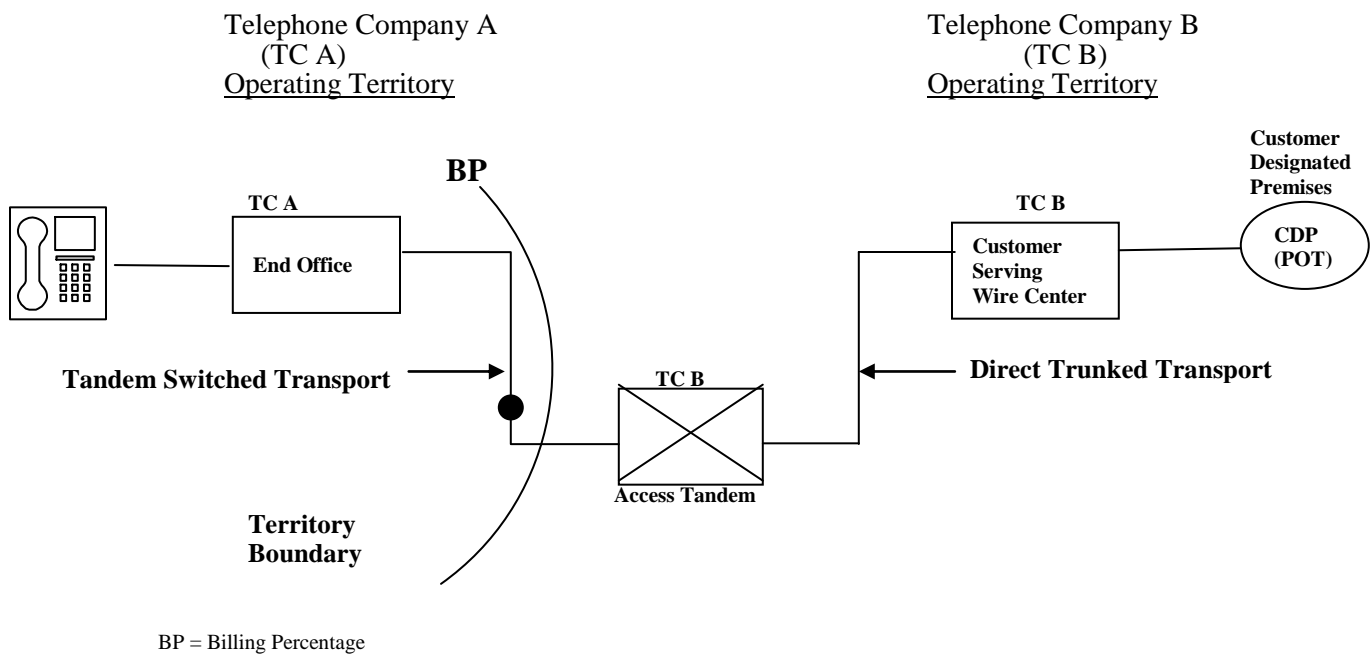 Telephone Company A
(TC A)
Operating Territory
Telephone Company B
(TC B)
Operating Territory
BP
Customer
Designated
Premises
TC A
End Office
TC B
Customer
Serving
Wire Center
CDP
(POT)
Tandem Switched Transport
TC B
Direct Trunked Transport
Access Tandem
Territory
Boundary
BP = Billing Percentage